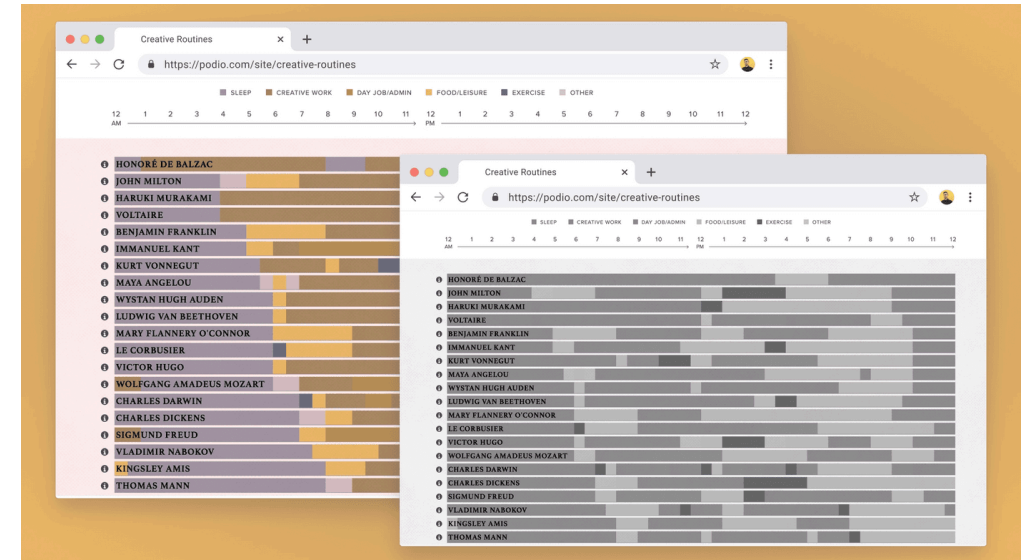 Creative Routines
https://podio.com/site/creative-routines
SLEEP CREATIVE WORK DAY JOB/ADMIN FOOD/LEISURE EXERCISE OTHER
12 1 2 3 4 5 6 7 8 9 10 11 12 1 2 3 4 5 6 7 8 9 10 11 12
AM PM
HONORÉ DE BALZAC
JOHN MILTON
HARUKI MURAKAMI
VOLTAIRE
BENJAMIN FRANKLIN
IMMANUEL KANT
KURT VONNEGUT
MAYA ANGELOU
WYSTAN HUGH AUDEN
LUDWIG VAN BEETHOVEN
MARY FLANNERY O'CONNOR
LE CORBUSIER
VICTOR HUGO
WOLFGANG AMADEUS MOZART
CHARLES DARWIN
CHARLES DICKENS
SIGMUND FREUD
VLADIMIR NABOKOV
KINGSLEY AMIS
THOMAS MANN
Creative Routines
https://podio.com/site/creative-routines
SLEEP CREATIVE WORK DAY JOB/ADMIN FOOD/LEISURE EXERCISE OTHER
12 1 2 3 4 5 6 7 8 9 10 11 12 1 2 3 4 5 6 7 8 9 10 11 12
AM PM
HONORÉ DE BALZAC
JOHN MILTON
HARUKI MURAKAMI
VOLTAIRE
BENJAMIN FRANKLIN
IMMANUEL KANT
KURT VONNEGUT
MAYA ANGELOU
WYSTAN HUGH AUDEN
LUDWIG VAN BEETHOVEN
MARY FLANNERY O'CONNOR
LE CORBUSIER
VICTOR HUGO
WOLFGANG AMADEUS MOZART
CHARLES DARWIN
CHARLES DICKENS
SIGMUND FREUD
VLADIMIR NABOKOV
KINGSLEY AMIS
THOMAS MANN